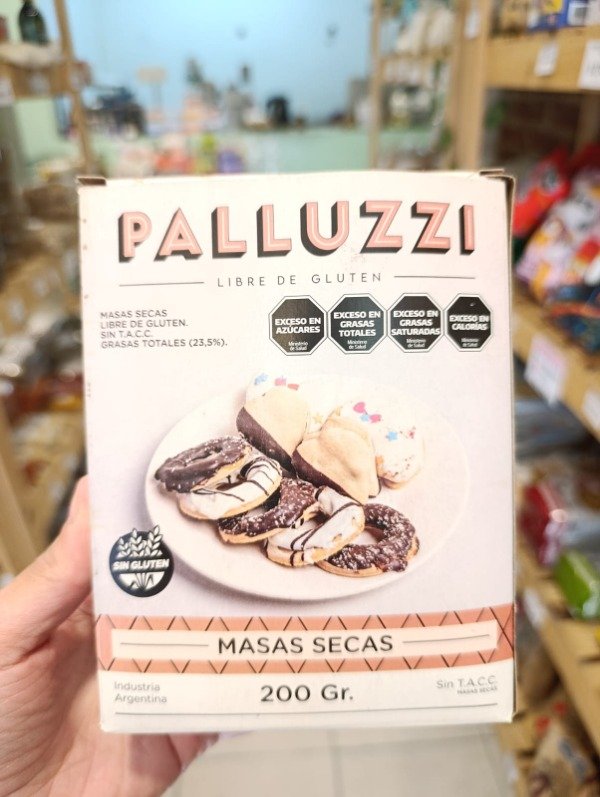 PALLUZZI
LIBRE DE GLUTEN
MASAS SECAS
LIBRE DE GLUTEN.
SIN T.A.C.C.
GRASAS TOTALES (23,5%).
EXCESO EN
AZÚCARES
Ministerio
de Salud
EXCESO EN
GRASAS
TOTALES
Ministerio
de Salud
EXCESO EN
GRASAS
SATURADAS
Ministerio
de Salud
EXCESO EN
CALORÍAS
Ministerio
de Salud
SIN GLUTEN
MASAS SECAS
Industria
Argentina
200 Gr.
Sin T.A.C.C.
MASAS SECAS